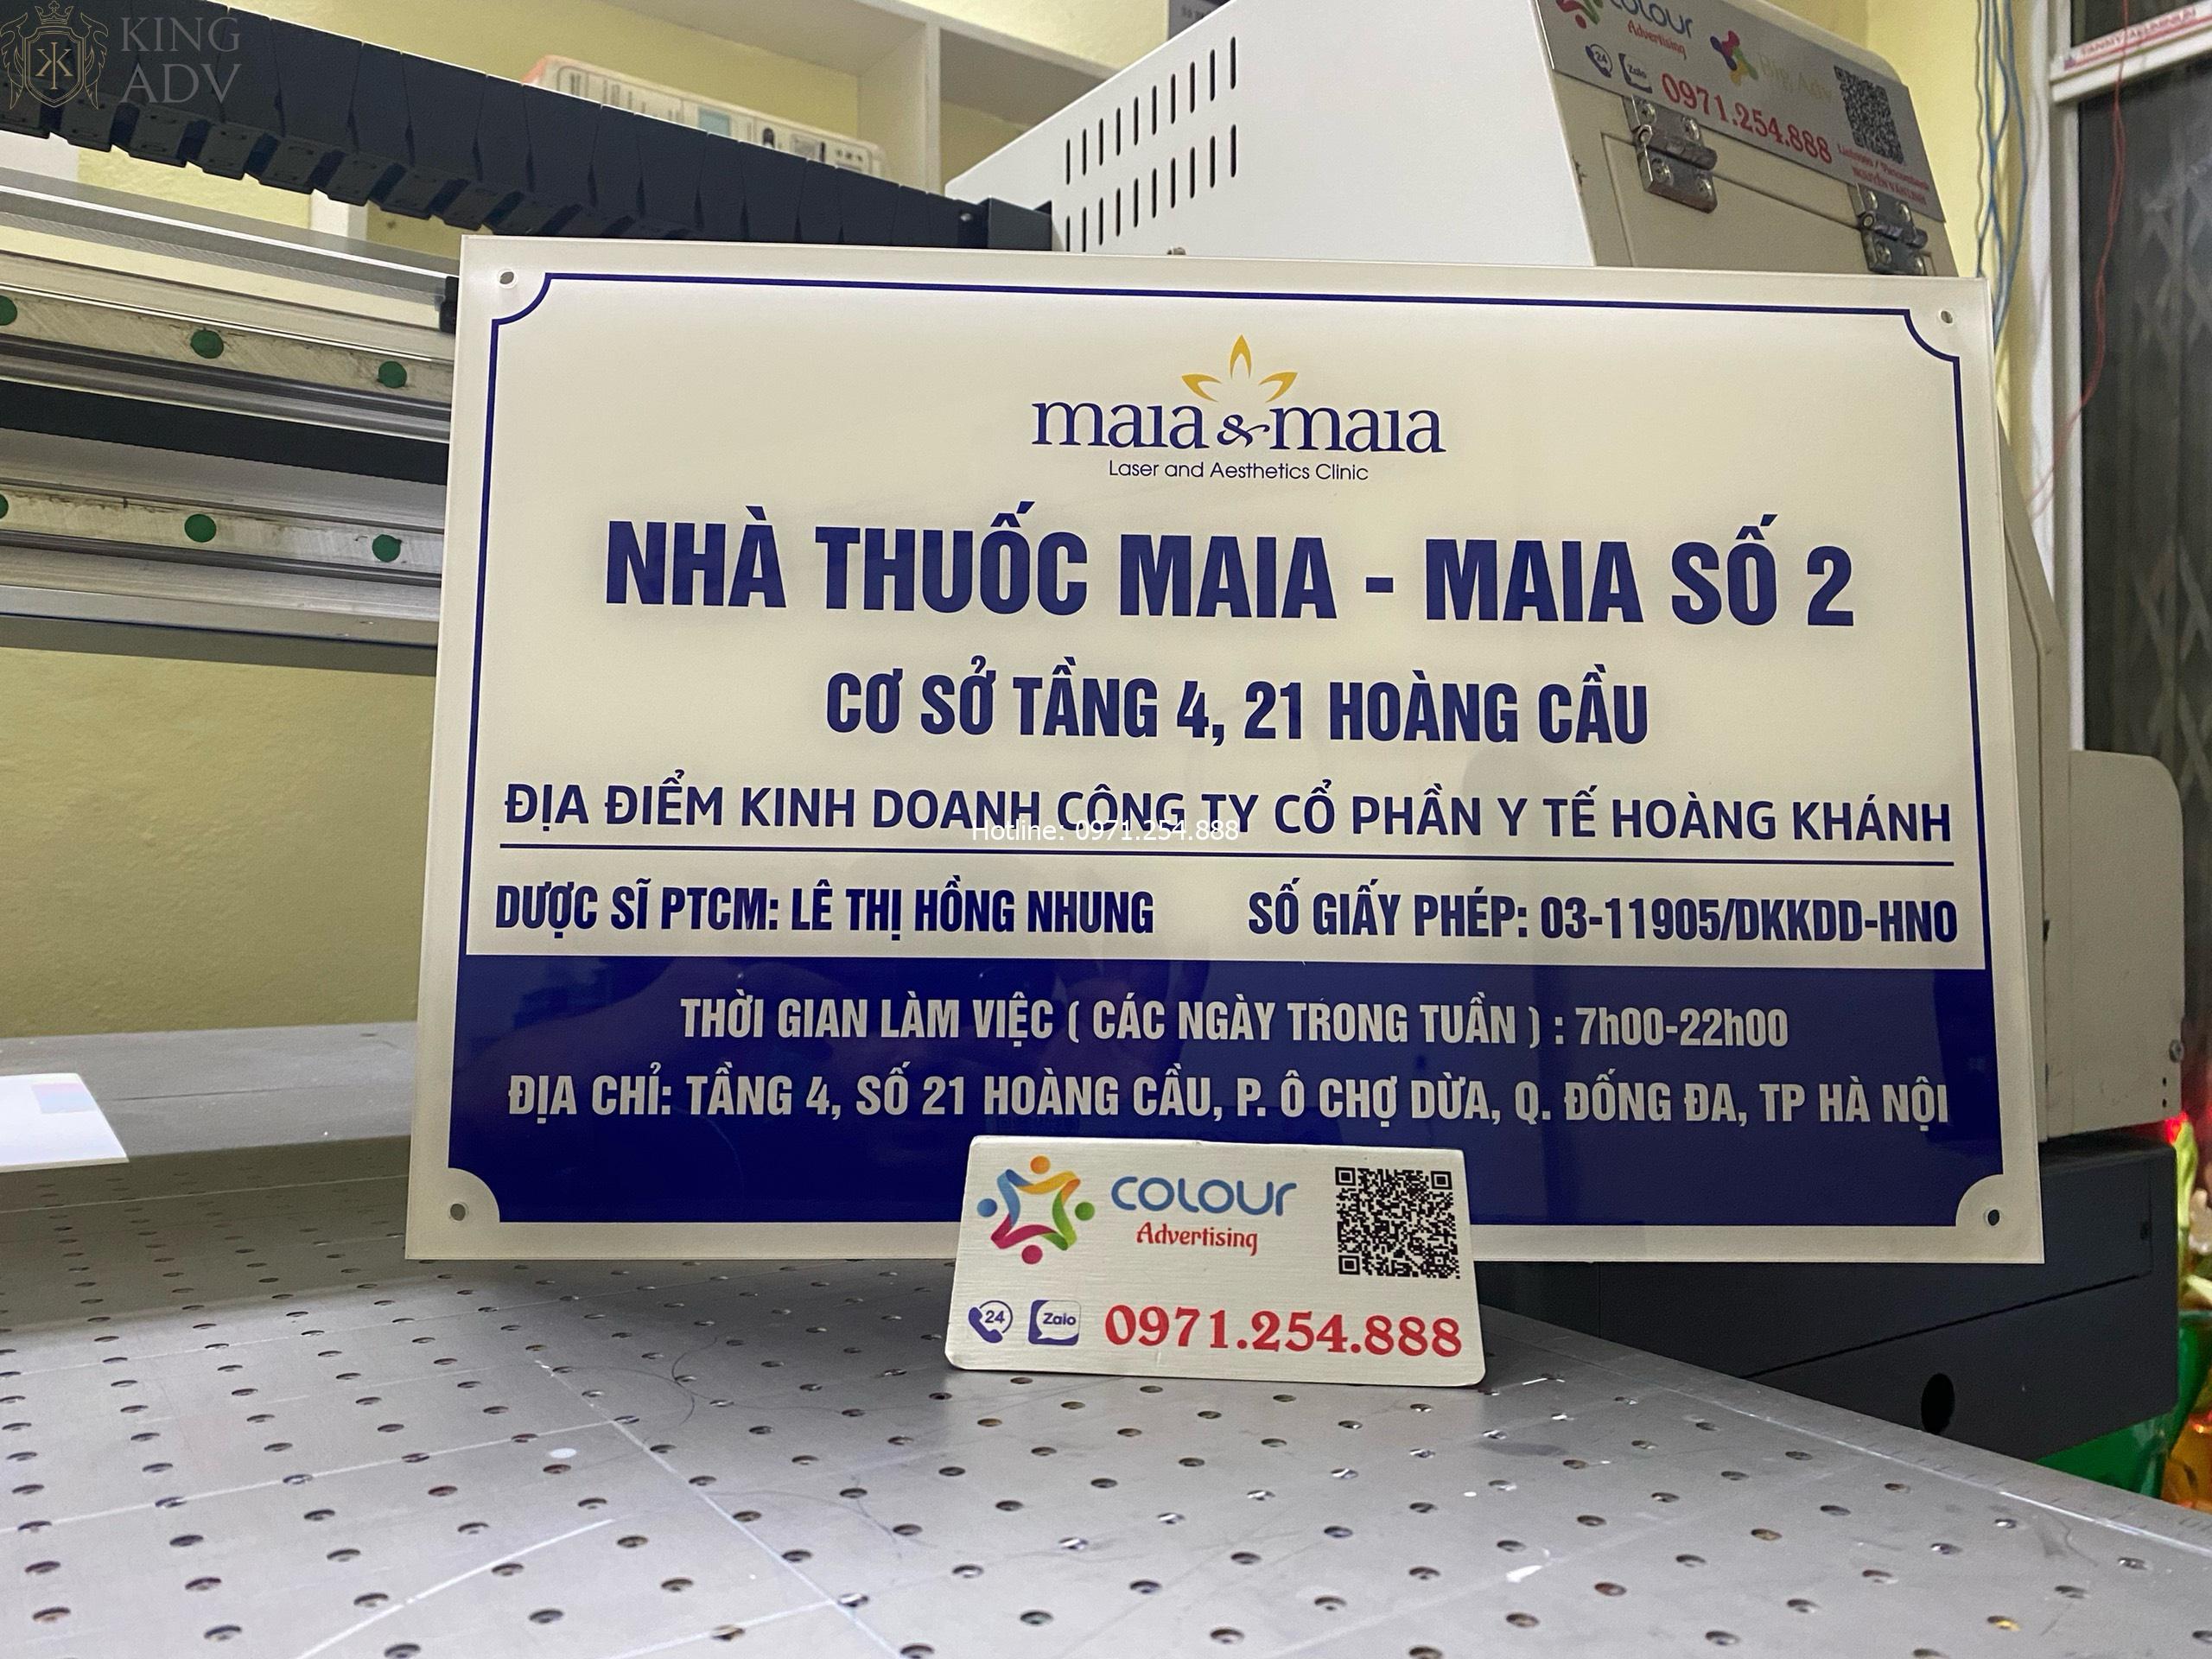 KING
ADV
COLOUR
Advertising
24
Zalo
0971.254.888
Big Adv
maia & maia
Laser and Aesthetics Clinic
NHÀ THUỐC MAIA - MAIA SỐ 2
CƠ SỞ TẦNG 4, 21 HOÀNG CẦU
ĐỊA ĐIỂM KINH DOANH CÔNG TY CỔ PHẦN Y TẾ HOÀNG KHÁNH
Hotline: 0971.254.888
DƯỢC SĨ PTCM: LÊ THỊ HỒNG NHUNG SỐ GIẤY PHÉP: 03-11905/DKKDD-HNO
THỜI GIAN LÀM VIỆC ( CÁC NGÀY TRONG TUẦN ) : 7h00-22h00
ĐỊA CHỈ: TẦNG 4, SỐ 21 HOÀNG CẦU, P. Ô CHỢ DỪA, Q. ĐỐNG ĐA, TP HÀ NỘI
COLOUR
Advertising
24
Zalo
0971.254.888